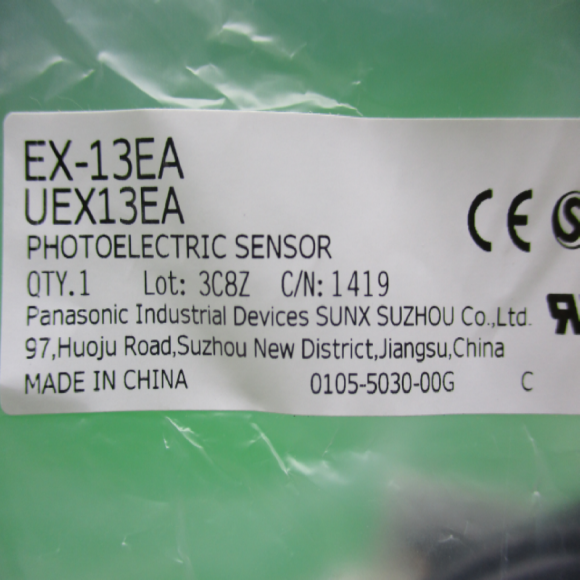 EX-13EA
UEX13EA
PHOTOELECTRIC SENSOR
QTY.1 Lot: 3C8Z C/N: 1419
Panasonic Industrial Devices SUNX SUZHOU Co.,Ltd.
97,Huoju Road,Suzhou New District,Jiangsu,China
MADE IN CHINA 0105-5030-00G C
CE